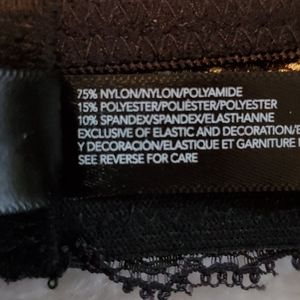 75% NYLON/NYLON/POLYAMIDE
15% POLYESTER/POLIÉSTER/POLYESTER
10% SPANDEX/SPANDEX/ELASTHANNE
EXCLUSIVE OF ELASTIC AND DECORATION/E
Y DECORACIÓN/ELASTIQUE ET GARNITURE
SEE REVERSE FOR CARE